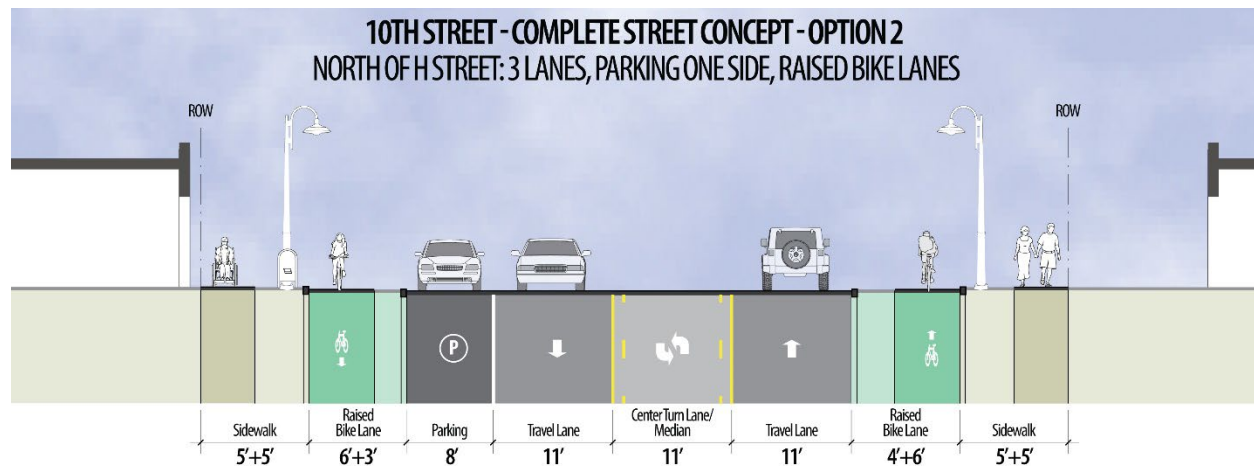 10TH STREET - COMPLETE STREET CONCEPT - OPTION 2
NORTH OF H STREET: 3 LANES, PARKING ONE SIDE, RAISED BIKE LANES
ROW
ROW
P
Sidewalk
5'+5'
Raised
Bike Lane
6'+3'
Parking
8'
Travel Lane
11'
Center Turn Lane/
Median
11'
Travel Lane
11'
Raised
Bike Lane
4'+6'
Sidewalk
5'+5'